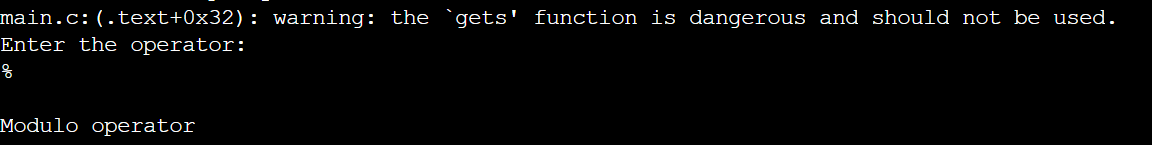 main.c:(.text+0x32): warning: the `gets' function is dangerous and should not be used.
Enter the operator:
%
Modulo operator